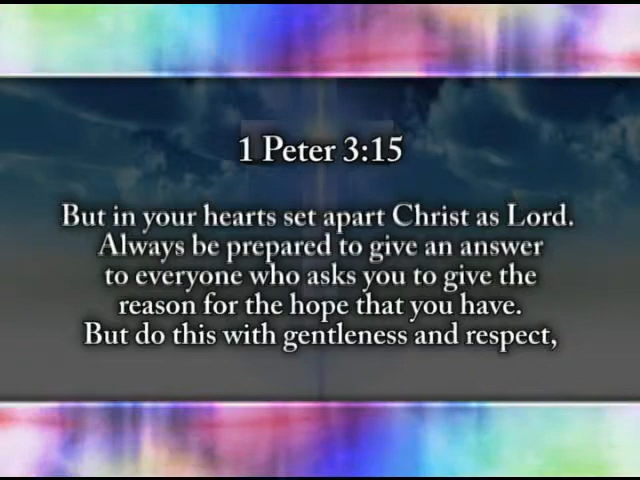 1 Peter 3:15
But in your hearts set apart Christ as Lord.
Always be prepared to give an answer
to everyone who asks you to give the
reason for the hope that you have.
But do this with gentleness and respect,